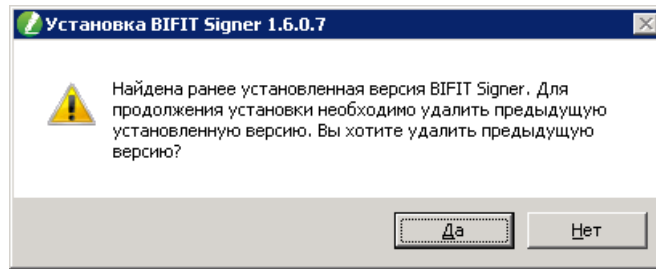 Установка BIFIT Signer 1.6.0.7
Найдена ранее установленная версия BIFIT Signer. Для
продолжения установки необходимо удалить предыдущую
установленную версию. Вы хотите удалить предыдущую
версию?
Да
Нет